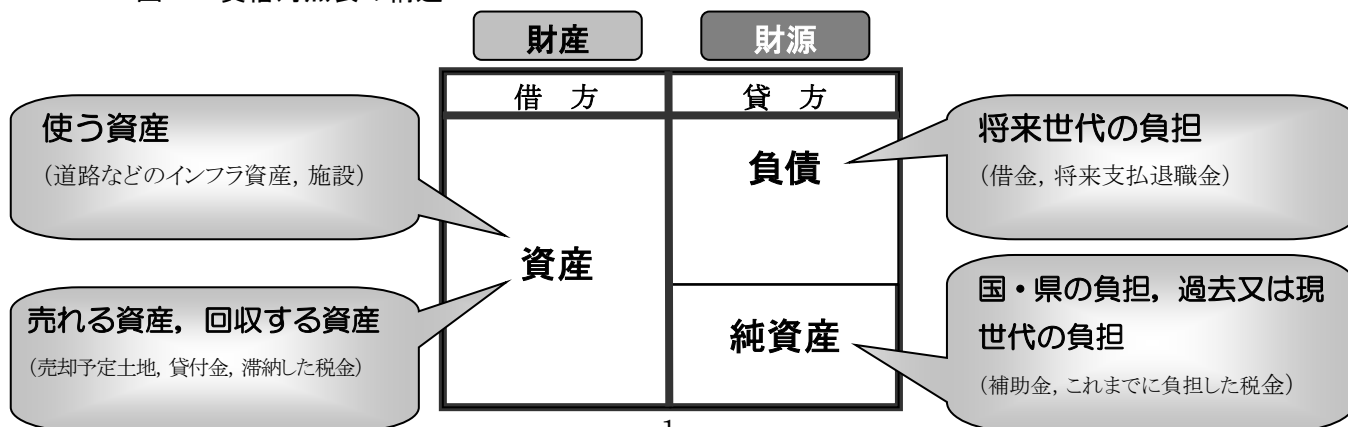 財産
財源
借 方
貸 方
使う資産
(道路などのインフラ資産, 施設)
売れる資産, 回収する資産
(売却予定土地, 貸付金, 滞納した税金)
資産
負債
純資産
将来世代の負担
(借金, 将来支払退職金)
国・県の負担, 過去又は現
世代の負担
(補助金, これまでに負担した税金)